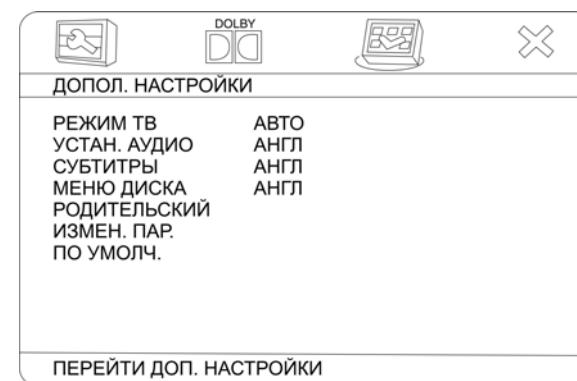 DOLBY
ДОПОЛ. НАСТРОЙКИ
РЕЖИМ ТВ АВТО
УСТАН. АУДИО АНГЛ
СУБТИТРЫ АНГЛ
МЕНЮ ДИСКА АНГЛ
РОДИТЕЛЬСКИЙ
ИЗМЕН. ПАР.
ПО УМОЛЧ.
ПЕРЕЙТИ ДОП. НАСТРОЙКИ